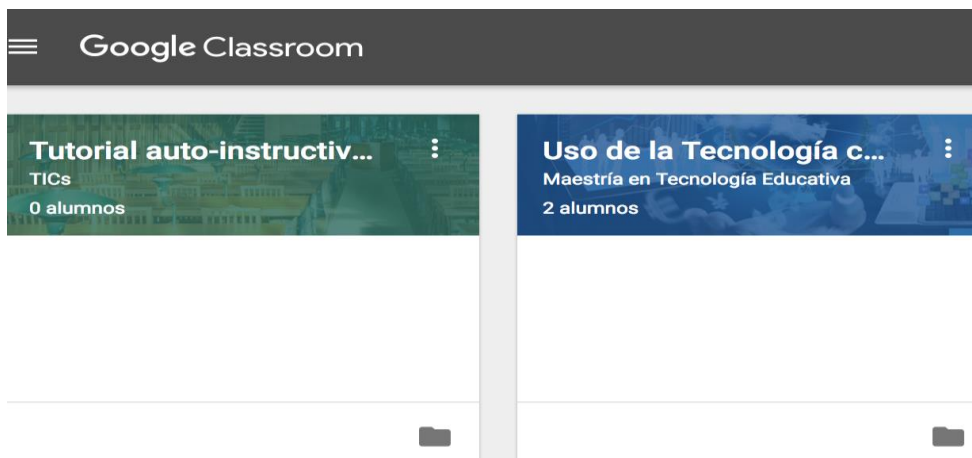 Google Classroom
Tutorial auto-instructiv...
TICs
0 alumnos
Uso de la Tecnología c...
Maestría en Tecnología Educativa
2 alumnos